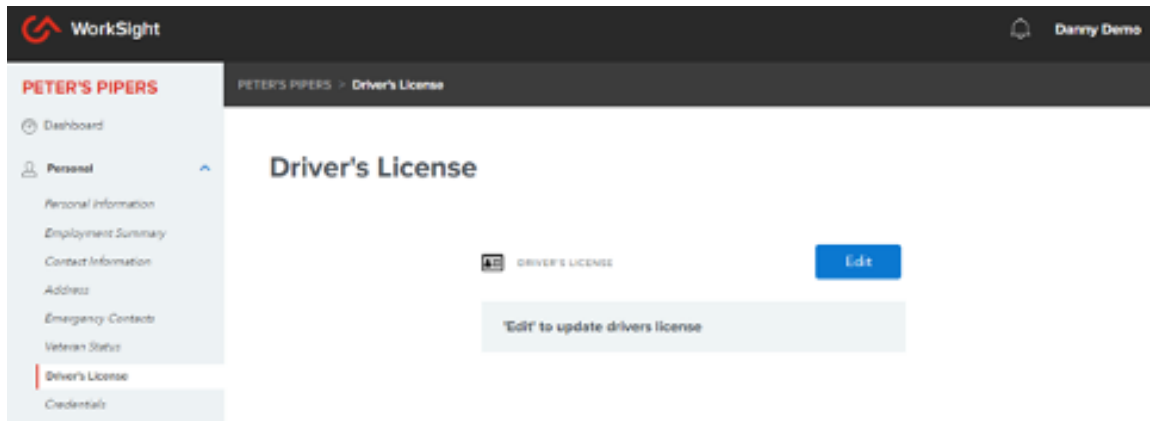 WorkSight
Danny Demo
PETER'S PIPERS
PETER'S PIPERS > Driver's License
Dashboard
Personal
Personal Information
Employment Summary
Contact Information
Address
Emergency Contacts
Veteran Status
Driver's License
Credentials
Driver's License
DRIVER'S LICENSE
Edit
'Edit' to update drivers license